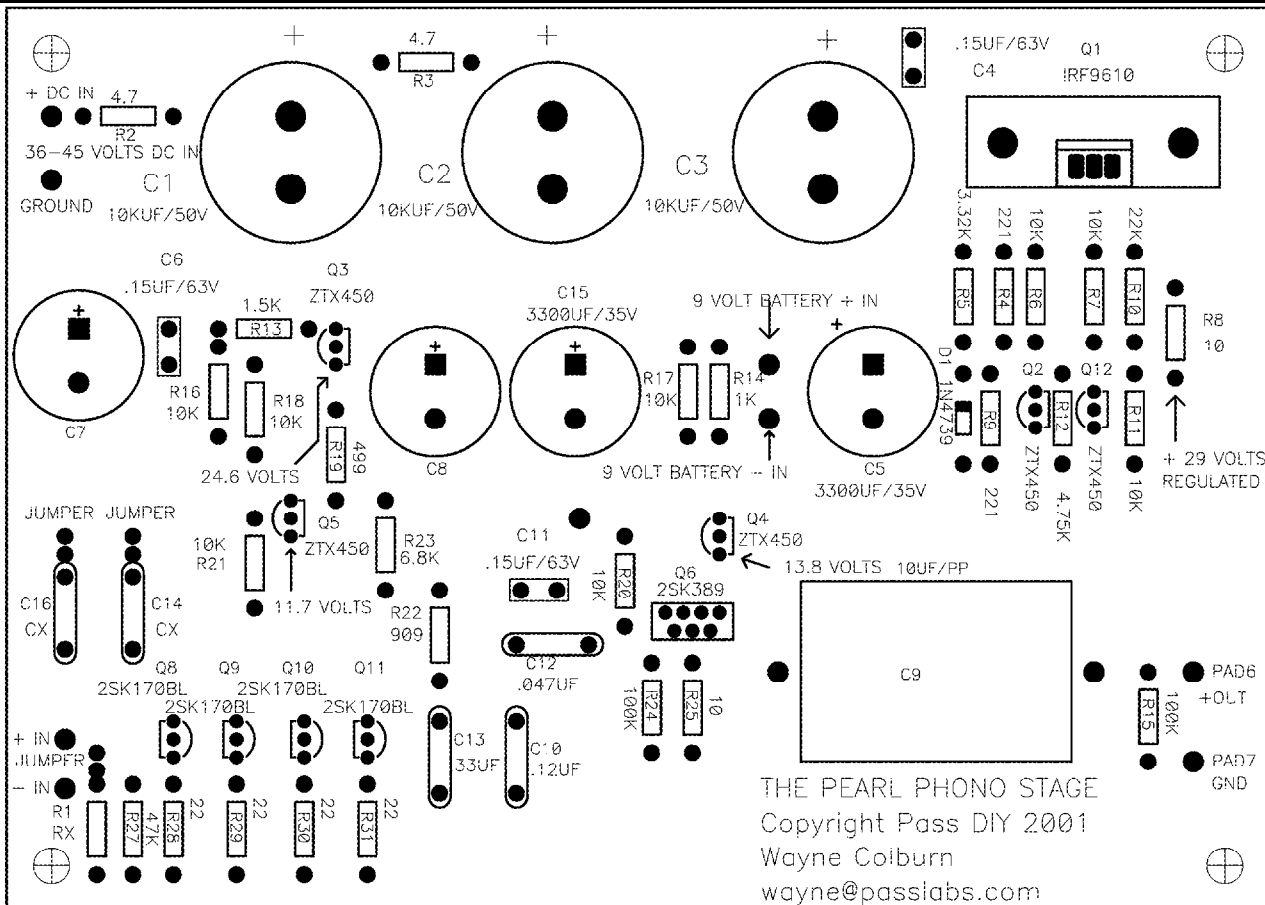 + DC IN
4.7
R2
36-45 VOLTS DC IN
GROUND
C1
10KUF/50V
4.7
R3
C2
10KUF/50V
C3
10KUF/50V
.15UF/63V
C4
Q1
IRF9610
3.32K
R5
221
R4
10K
R6
10K
R7
22K
R10
R8
10
C6
.15UF/63V
Q3
ZTX450
1.5K
R13
C7
R16
10K
R18
10K
24.6 VOLTS
R19
499
C8
C15
3300UF/35V
9 VOLT BATTERY + IN
R17
10K
R14
1K
9 VOLT BATTERY - IN
C5
3300UF/35V
D1
1N4739
R9
221
Q2
ZTX450
R12
4.75K
Q12
ZTX450
R11
10K
+ 29 VOLTS
REGULATED
JUMPER
JUMPER
C16
CX
C14
CX
10K
R21
Q5
ZTX450
11.7 VOLTS
R23
6.8K
R22
909
C11
.15UF/63V
C12
.047UF
10K
R20
Q4
ZTX450
13.8 VOLTS
Q6
2SK389
10UF/PP
C9
Q8
2SK170BL
Q9
2SK170BL
Q10
2SK170BL
Q11
2SK170BL
+ IN
JUMPER
- IN
R1
RX
R27
47K
R28
22
R29
22
R30
22
R31
22
C13
.33UF
C10
.12UF
100K
R24
R25
10
R15
100K
PAD6
+OUT
PAD7
GND
THE PEARL PHONO STAGE
Copyright Pass DIY 2001
Wayne Colburn
wayne@passlabs.com